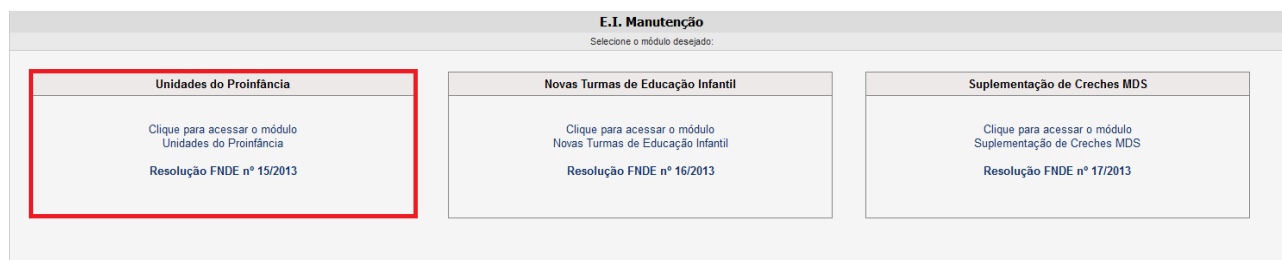 E.I. Manutenção
Selecione o módulo desejado:
Unidades do Proinfância
Clique para acessar o módulo
Unidades do Proinfância
Resolução FNDE nº 15/2013
Novas Turmas de Educação Infantil
Clique para acessar o módulo
Novas Turmas de Educação Infantil
Resolução FNDE nº 16/2013
Suplementação de Creches MDS
Clique para acessar o módulo
Suplementação de Creches MDS
Resolução FNDE nº 17/2013